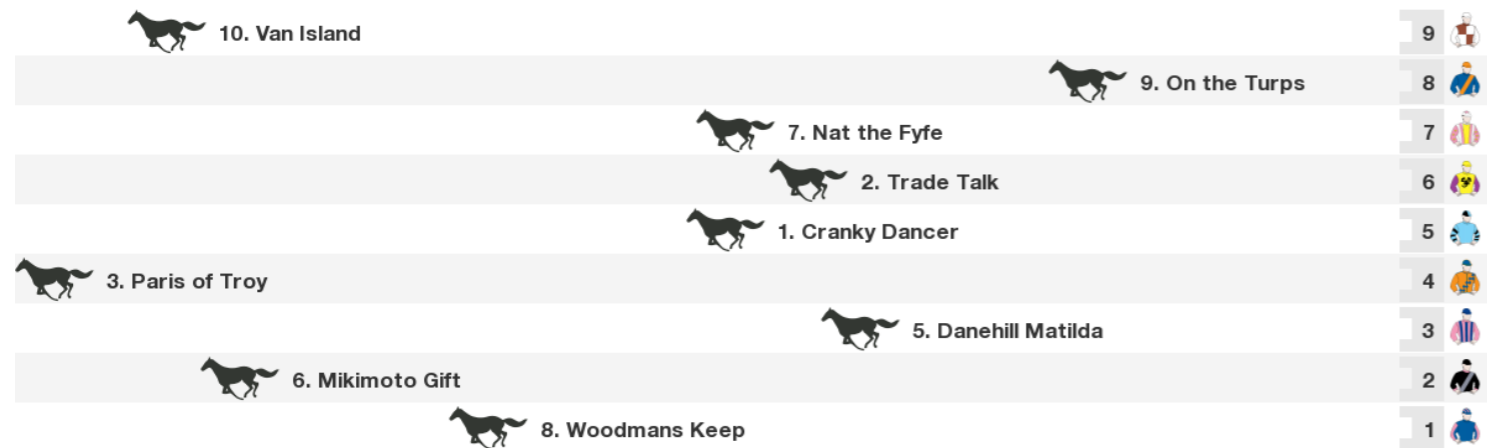 10. Van Island 9
9. On the Turps 8
7. Nat the Fyfe 7
2. Trade Talk 6
1. Cranky Dancer 5
3. Paris of Troy 4
5. Danehill Matilda 3
6. Mikimoto Gift 2
8. Woodmans Keep 1